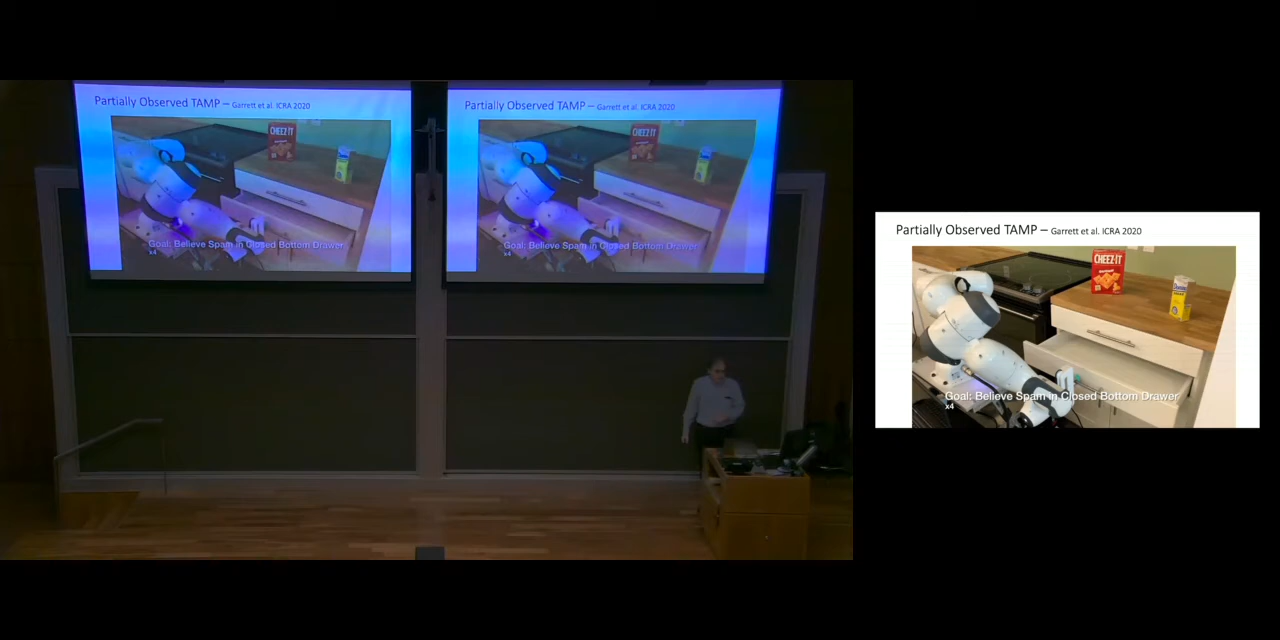 Partially Observed TAMP – Garrett et al. ICRA 2020
CHEEZ-IT
Goal: Believe Spam in Closed Bottom Drawer
x4
Partially Observed TAMP – Garrett et al. ICRA 2020
CHEEZ-IT
Goal: Believe Spam in Closed Bottom Drawer
x4
Partially Observed TAMP – Garrett et al. ICRA 2020
CHEEZ-IT
Goal: Believe Spam in Closed Bottom Drawer
x4